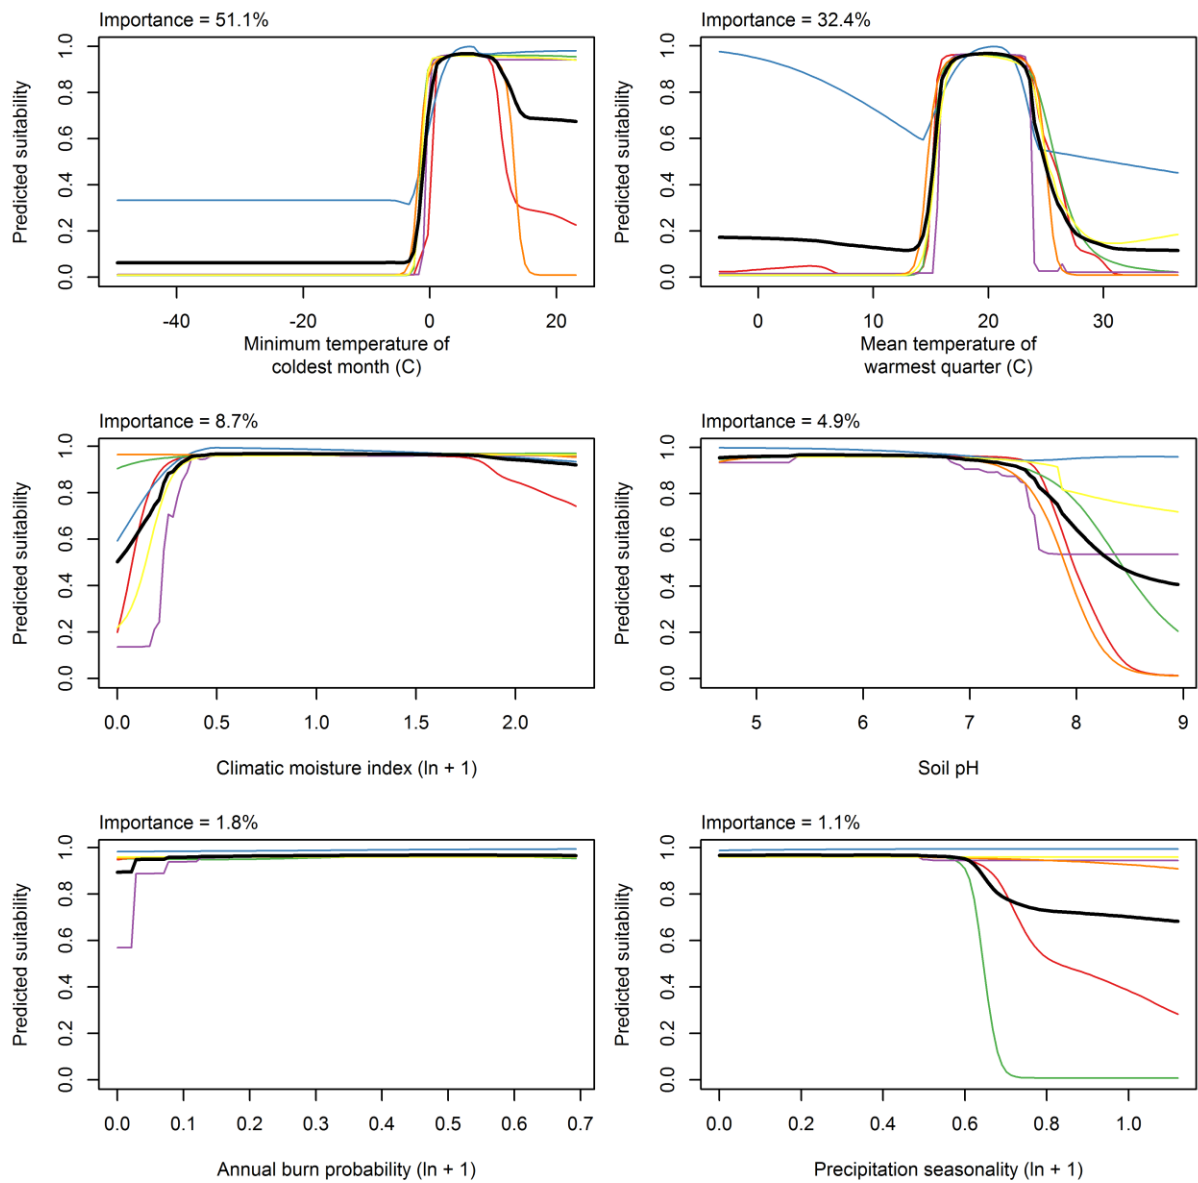 Importance = 51.1%
Predicted suitability
0.0 0.2 0.4 0.6 0.8 1.0
-40 -20 0 20
Minimum temperature of
coldest month (C)
Importance = 32.4%
Predicted suitability
0.0 0.2 0.4 0.6 0.8 1.0
0 10 20 30
Mean temperature of
warmest quarter (C)
Importance = 8.7%
Predicted suitability
0.0 0.2 0.4 0.6 0.8 1.0
0.0 0.5 1.0 1.5 2.0
Climatic moisture index (ln + 1)
Importance = 4.9%
Predicted suitability
0.0 0.2 0.4 0.6 0.8 1.0
5 6 7 8 9
Soil pH
Importance = 1.8%
Predicted suitability
0.0 0.2 0.4 0.6 0.8 1.0
0.0 0.1 0.2 0.3 0.4 0.5 0.6 0.7
Annual burn probability (ln + 1)
Importance = 1.1%
Predicted suitability
0.0 0.2 0.4 0.6 0.8 1.0
0.0 0.2 0.4 0.6 0.8 1.0
Precipitation seasonality (ln + 1)